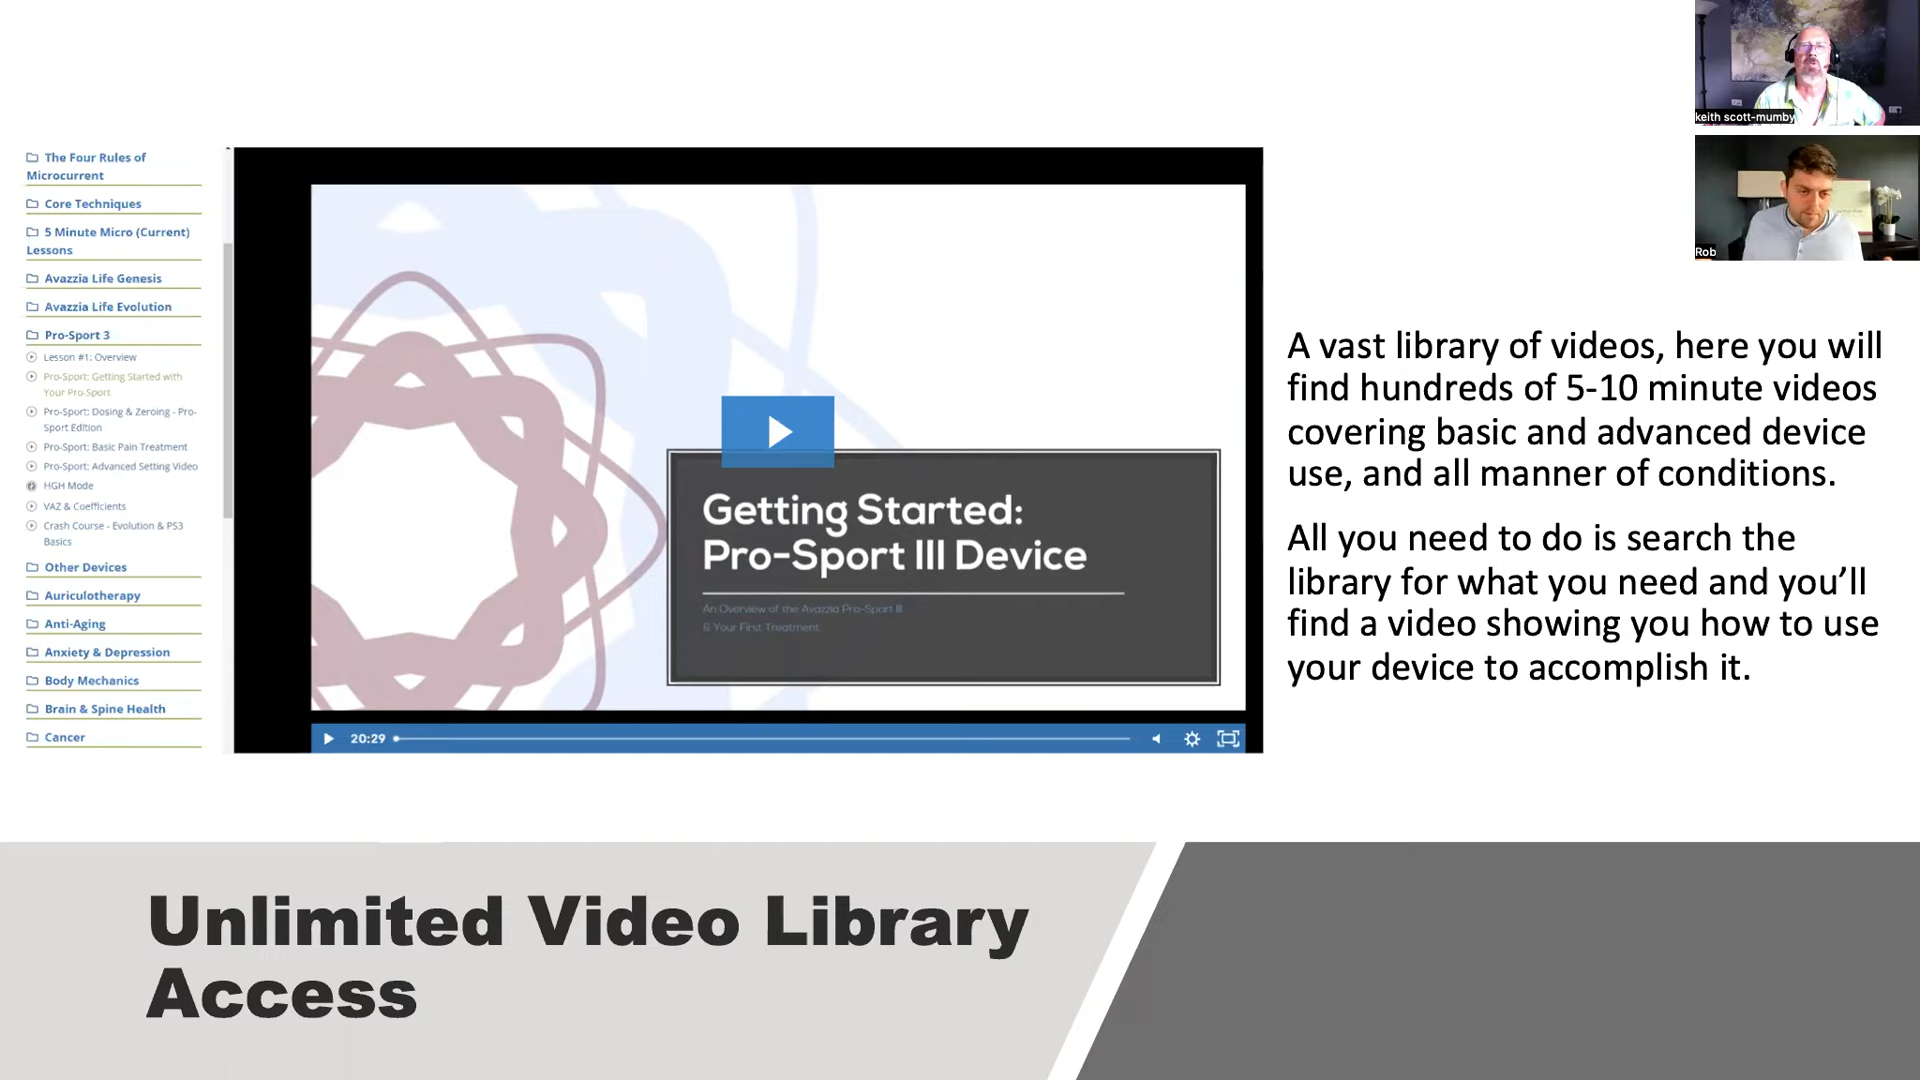 keith scott-mumby
Rob
The Four Rules of
Microcurrent
Core Techniques
5 Minute Micro (Current)
Lessons
Avazzia Life Genesis
Avazzia Life Evolution
Pro-Sport 3
Lesson #1: Overview
Pro-Sport: Getting Started with
Your Pro-Sport
Pro-Sport: Dosing & Zeroing - Pro-
Sport Edition
Pro-Sport: Basic Pain Treatment
Pro-Sport: Advanced Setting Video
HGH Mode
VAZ & Coefficients
Crash Course - Evolution & PS3
Basics
Other Devices
Auriculotherapy
Anti-Aging
Anxiety & Depression
Body Mechanics
Brain & Spine Health
Cancer
Getting Started:
Pro-Sport III Device
An Overview of the Avazzia Pro-Sport III
& Your First Treatment
20:29
A vast library of videos, here you will
find hundreds of 5-10 minute videos
covering basic and advanced device
use, and all manner of conditions.
All you need to do is search the
library for what you need and you’ll
find a video showing you how to use
your device to accomplish it.
Unlimited Video Library
Access